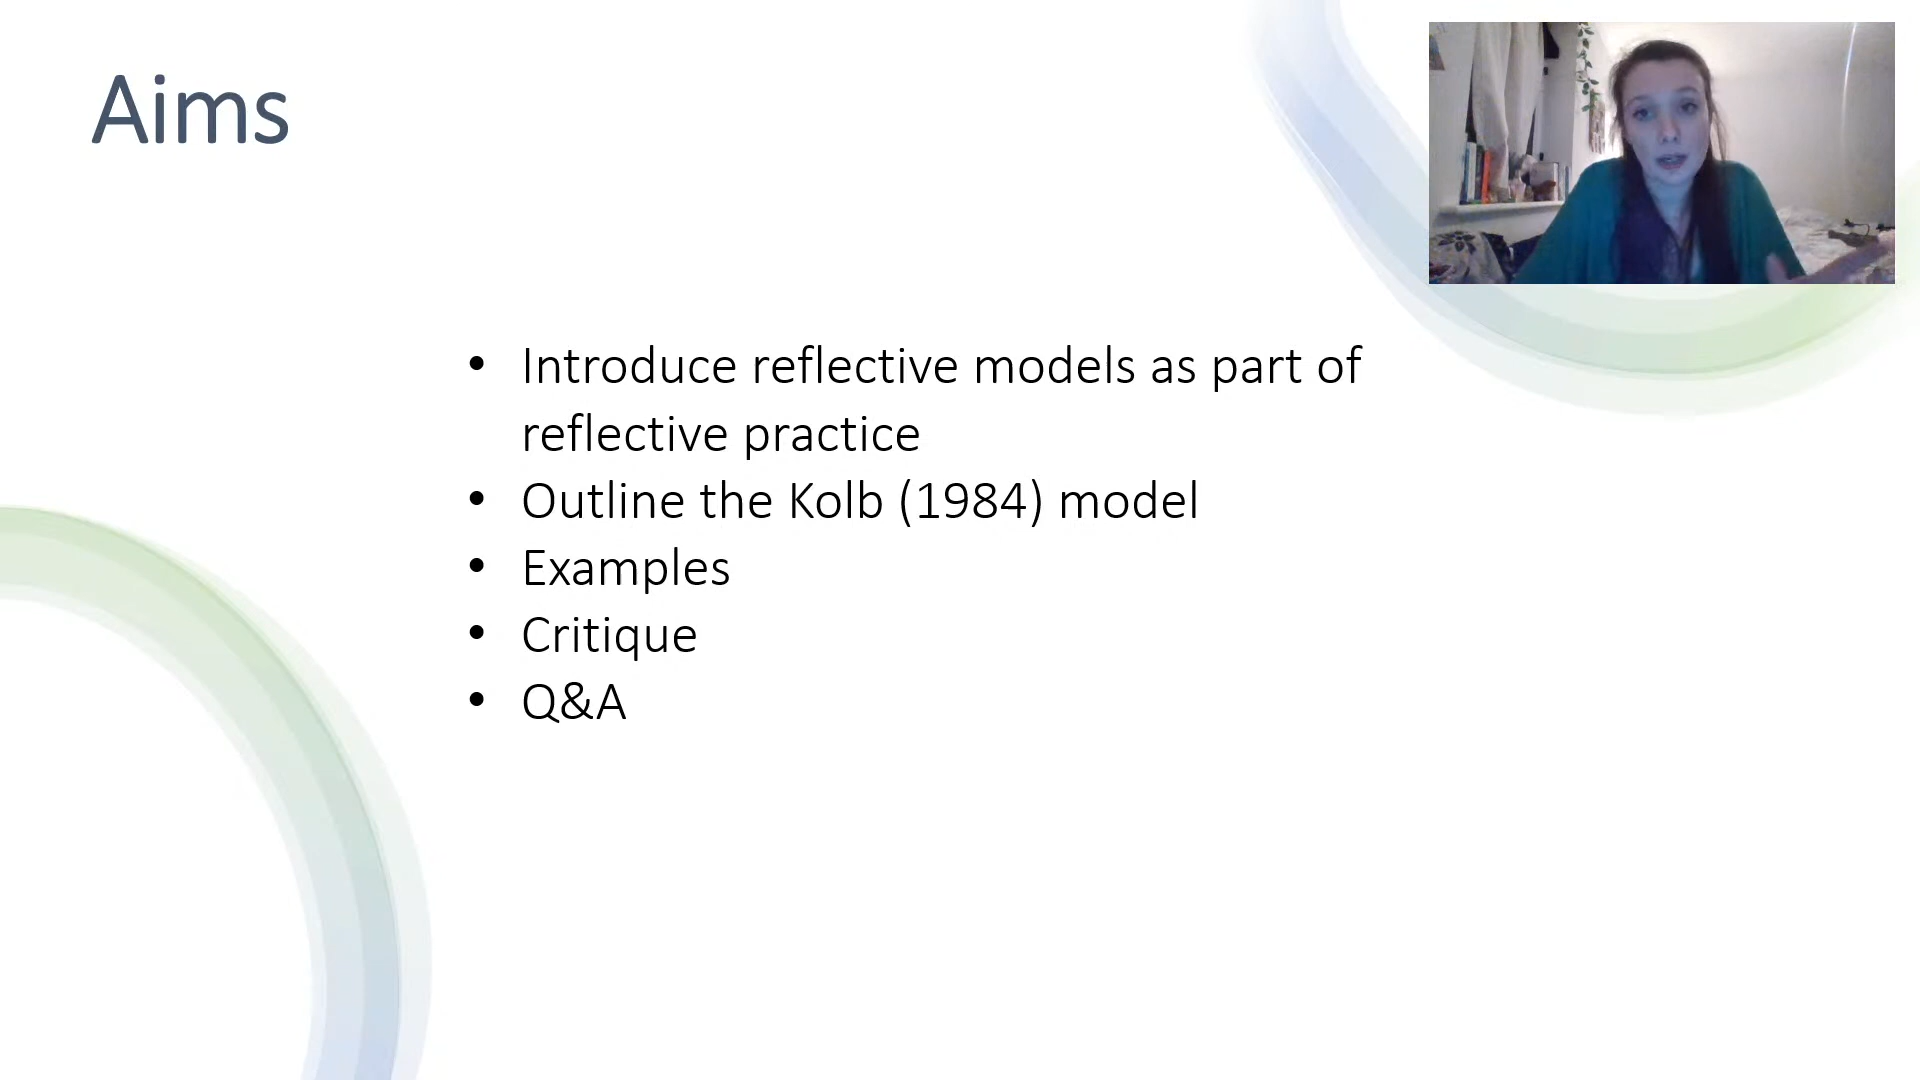 Aims
• Introduce reflective models as part of
reflective practice
• Outline the Kolb (1984) model
• Examples
• Critique
• Q&A